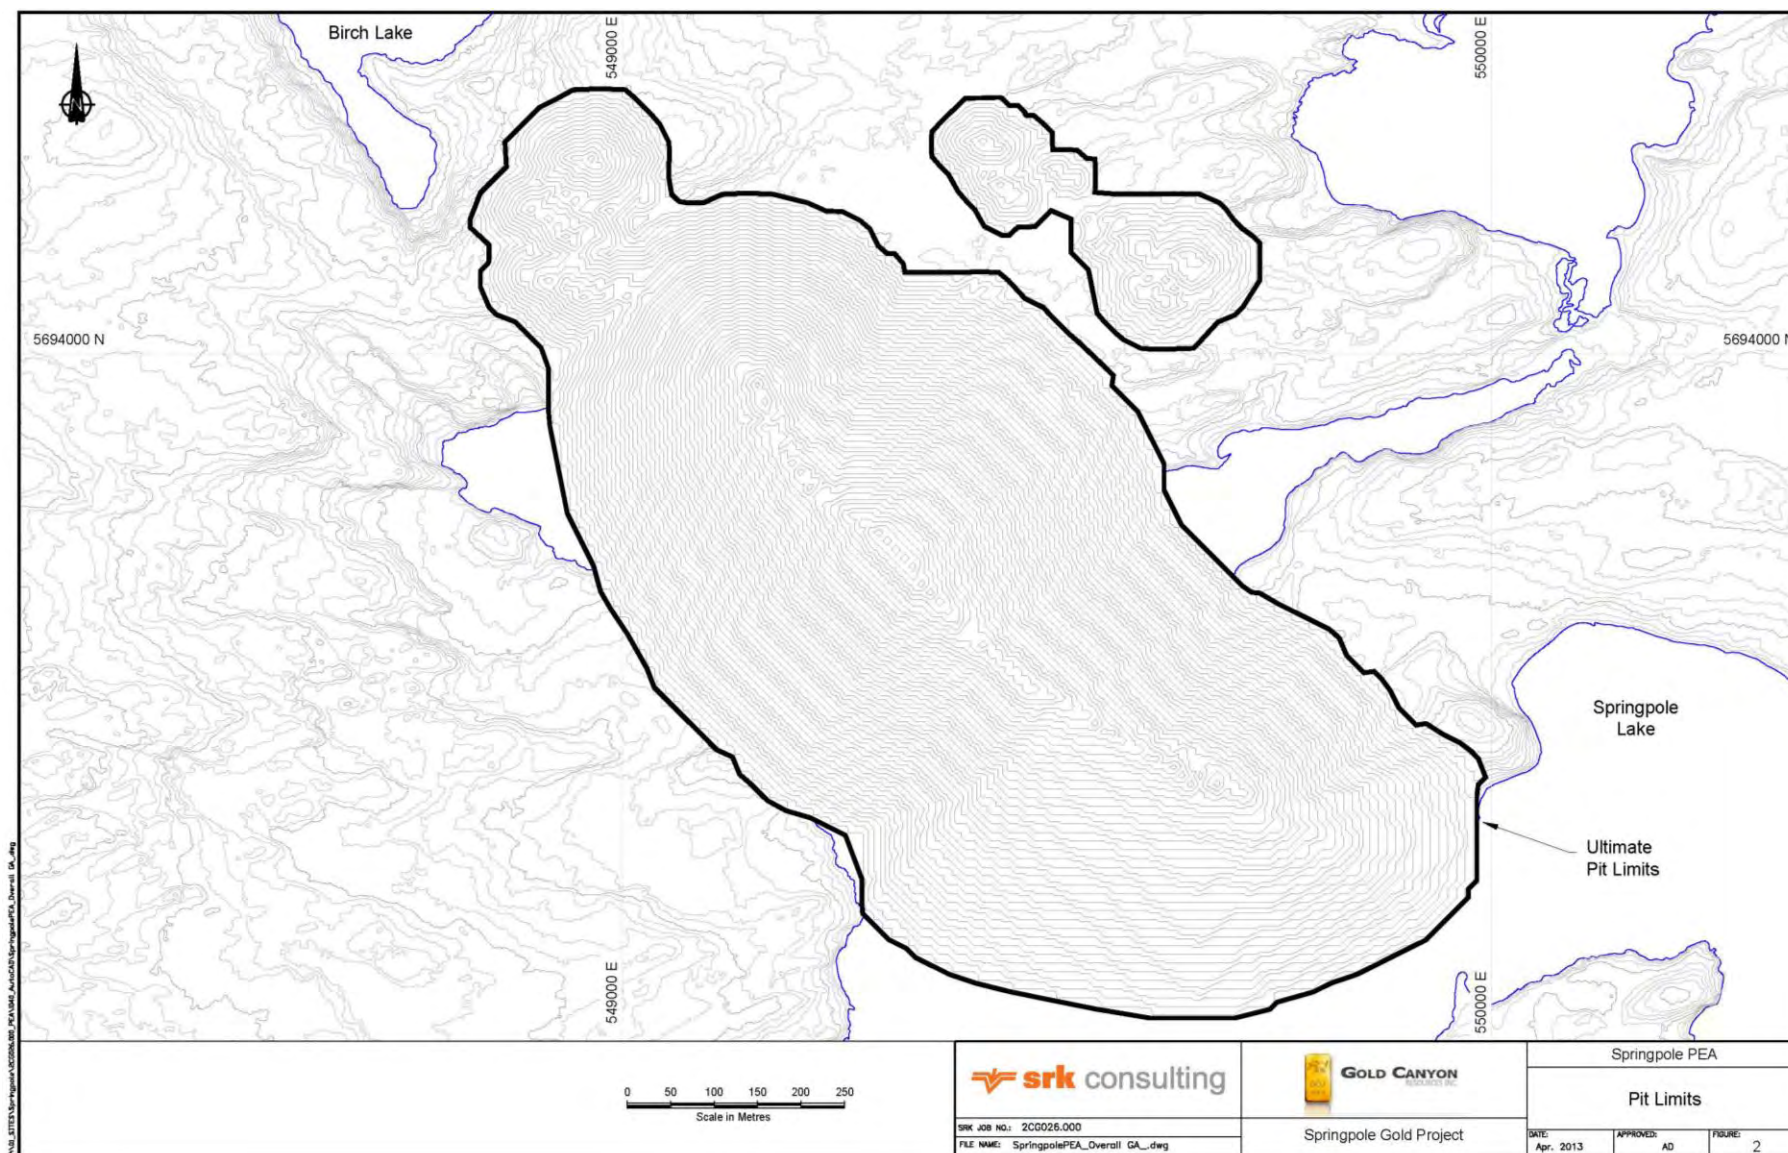 Birch Lake
549000 E
550000 E
N
5694000 N
5694000 N
Springpole
Lake
Ultimate
Pit Limits
549000 E
550000 E
0 50 100 150 200 250
Scale in Metres
srk consulting
SRK JOB NO.: 2CG026.000
FILE NAME: SpringpolePEA_Overall GA_.dwg
GOLD CANYON
RESOURCES INC.
Springpole Gold Project
Springpole PEA
Pit Limits
DATE: APPROVED: FIGURE:
Apr. 2013 AD 2